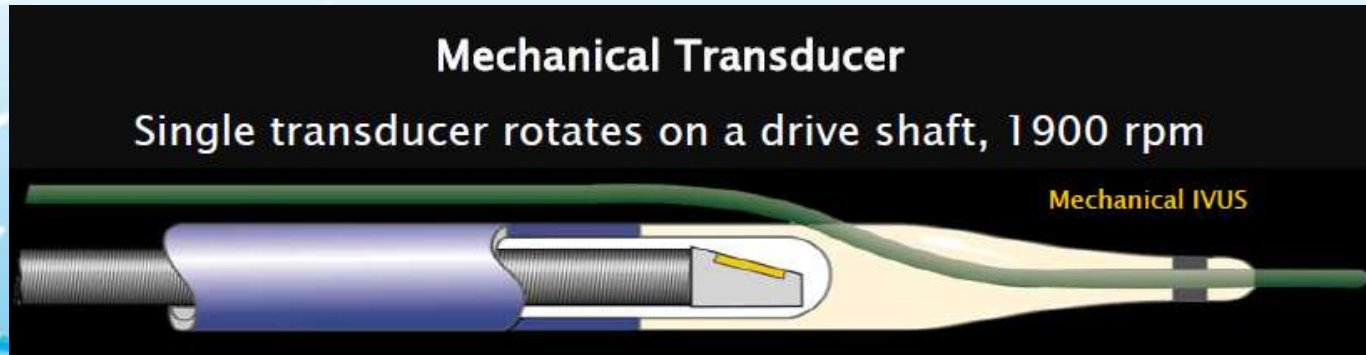 Mechanical Transducer
Single transducer rotates on a drive shaft, 1900 rpm
Mechanical IVUS